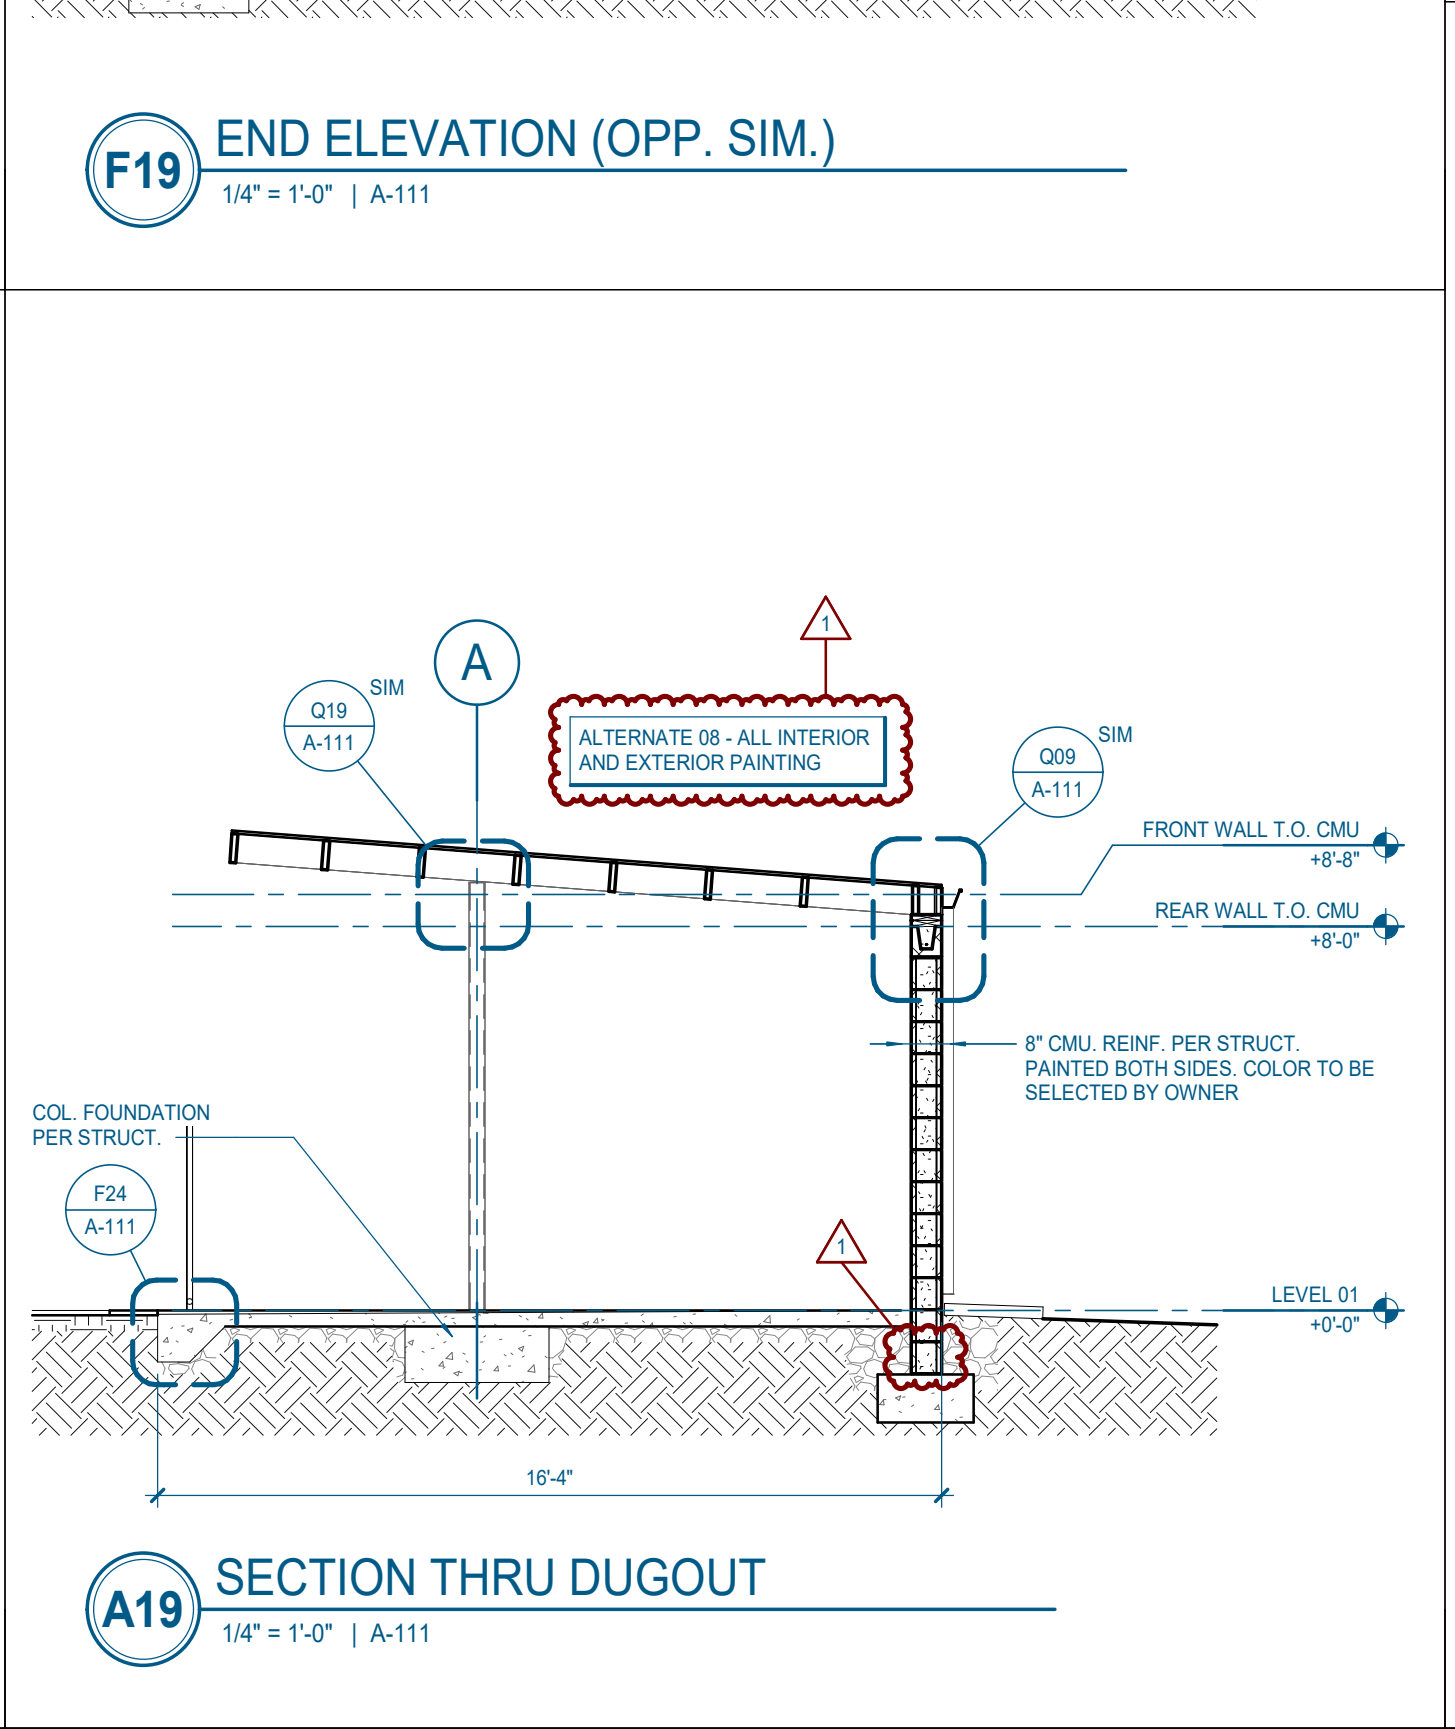 F19
END ELEVATION (OPP. SIM.)
1/4" = 1'-0" | A-111
1
A
SIM
Q19
A-111
ALTERNATE 08 - ALL INTERIOR
AND EXTERIOR PAINTING
SIM
Q09
A-111
FRONT WALL T.O. CMU
+8'-8"
REAR WALL T.O. CMU
+8'-0"
8" CMU. REINF. PER STRUCT.
PAINTED BOTH SIDES. COLOR TO BE
SELECTED BY OWNER
COL. FOUNDATION
PER STRUCT.
F24
A-111
1
LEVEL 01
+0'-0"
16'-4"
A19
SECTION THRU DUGOUT
1/4" = 1'-0" | A-111